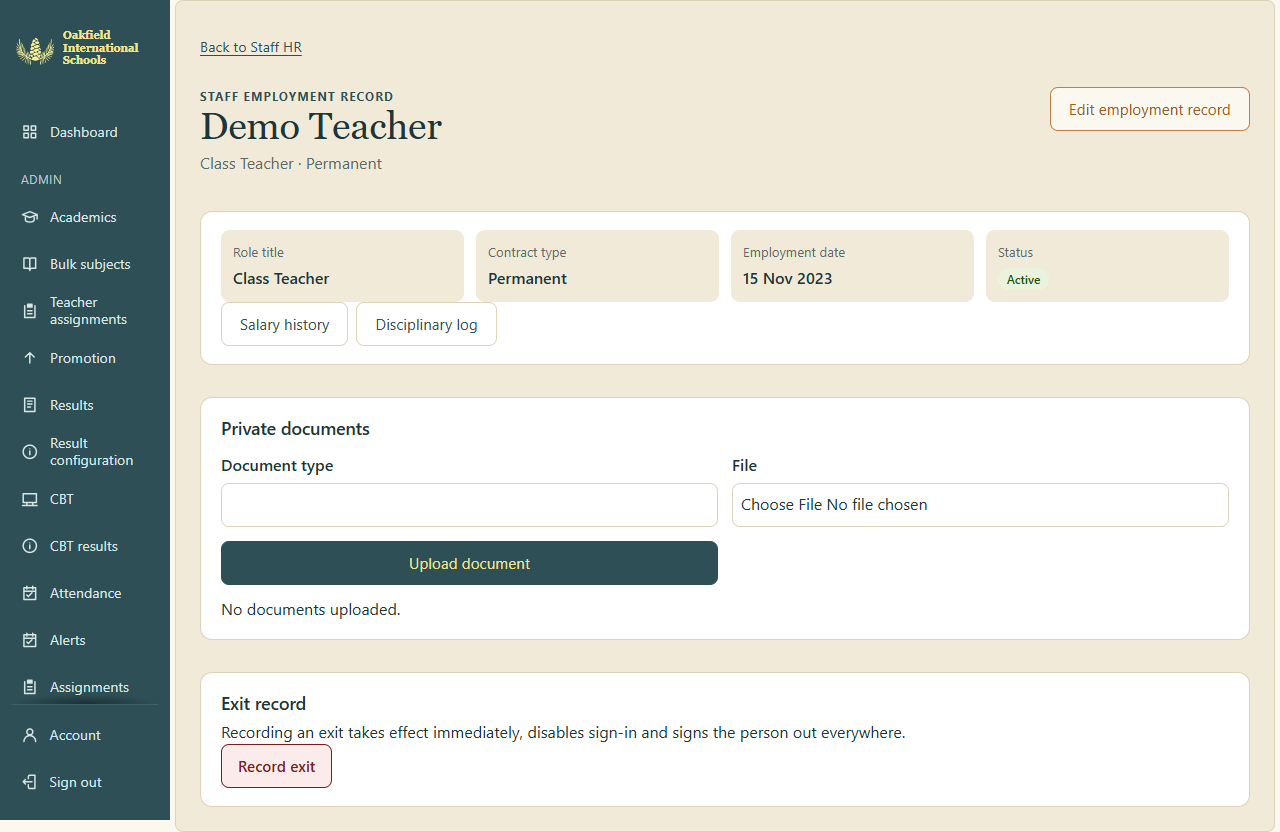 Oakfield
International
Schools
Dashboard
ADMIN
Academics
Bulk subjects
Teacher
assignments
Promotion
Results
Result
configuration
CBT
CBT results
Attendance
Alerts
Assignments
Account
Sign out
Back to Staff HR
STAFF EMPLOYMENT RECORD
Demo Teacher
Class Teacher · Permanent
Edit employment record
Role title
Class Teacher
Contract type
Permanent
Employment date
15 Nov 2023
Status
Active
Salary history
Disciplinary log
Private documents
Document type
File
Choose File No file chosen
Upload document
No documents uploaded.
Exit record
Recording an exit takes effect immediately, disables sign-in and signs the person out everywhere.
Record exit